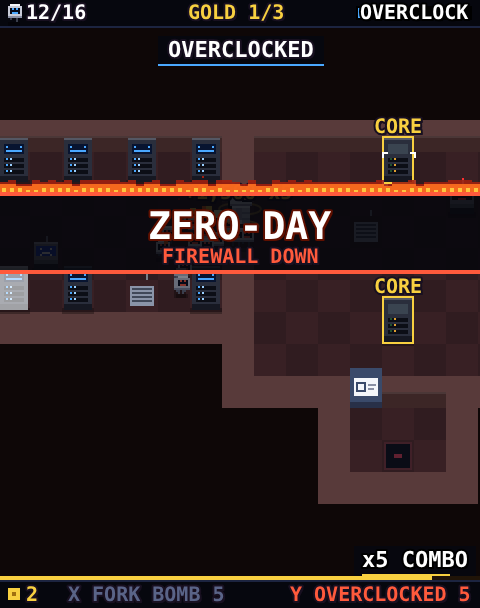 12/16 GOLD 1/3 OVERCLOCK
OVERCLOCKED
CORE
ZERO-DAY
FIREWALL DOWN
CORE
x5 COMBO
2 X FORK BOMB 5 Y OVERCLOCKED 5